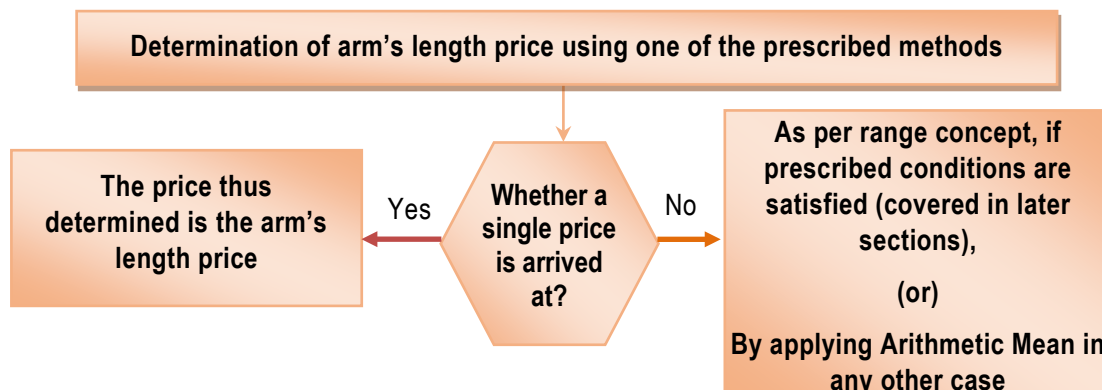 Determination of arm's length price using one of the prescribed methods
The price thus
determined is the arm's
length price
Yes
Whether a
single price
is arrived
at?
No
As per range concept, if
prescribed conditions are
satisfied (covered in later
sections),
(or)
By applying Arithmetic Mean in
any other case